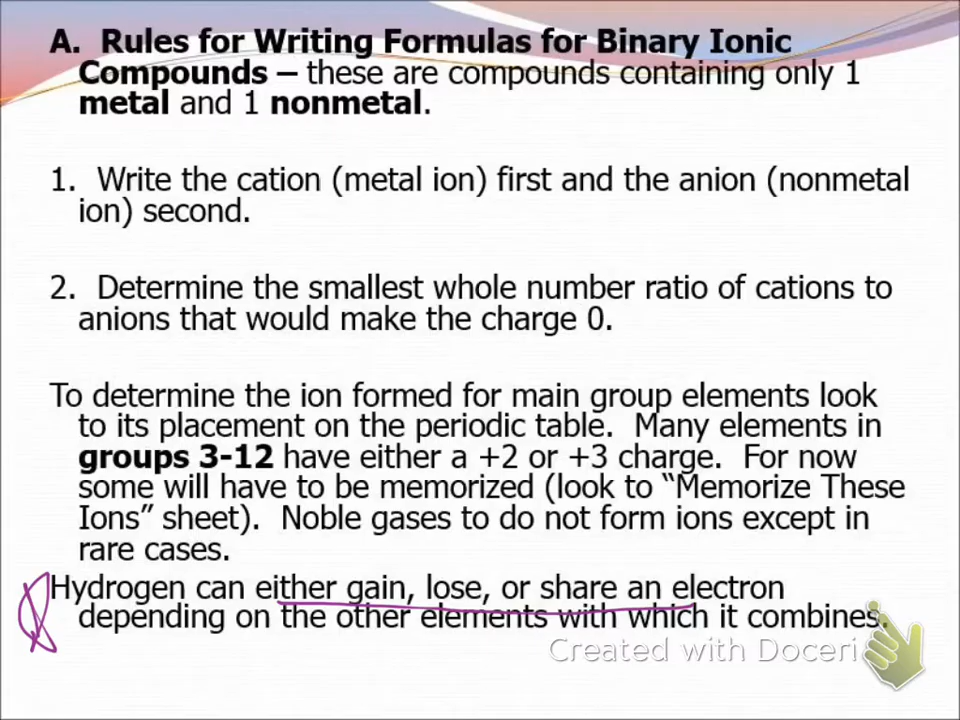 A. Rules for Writing Formulas for Binary Ionic
Compounds – these are compounds containing only 1
metal and 1 nonmetal.
1. Write the cation (metal ion) first and the anion (nonmetal
ion) second.
2. Determine the smallest whole number ratio of cations to
anions that would make the charge 0.
To determine the ion formed for main group elements look
to its placement on the periodic table. Many elements in
groups 3-12 have either a +2 or +3 charge. For now
some will have to be memorized (look to “Memorize These
Ions” sheet). Noble gases to do not form ions except in
rare cases.
Hydrogen can either gain, lose, or share an electron
depending on the other elements with which it combines.
Created with Doceri